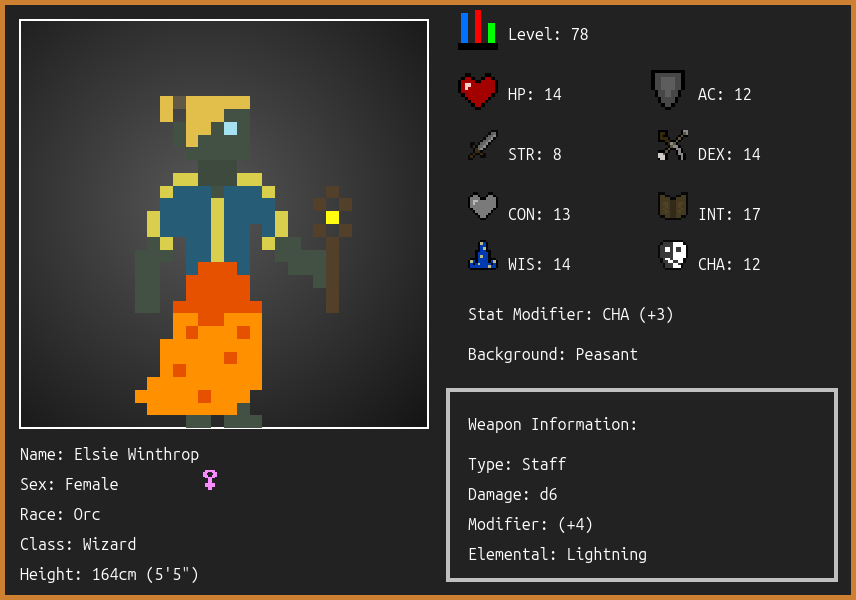 Level: 78
HP: 14
AC: 12
STR: 8
DEX: 14
CON: 13
INT: 17
WIS: 14
CHA: 12
Stat Modifier: CHA (+3)
Background: Peasant
Weapon Information:
Type: Staff
Damage: d6
Modifier: (+4)
Elemental: Lightning
Name: Elsie Winthrop
Sex: Female
Race: Orc
Class: Wizard
Height: 164cm (5'5")